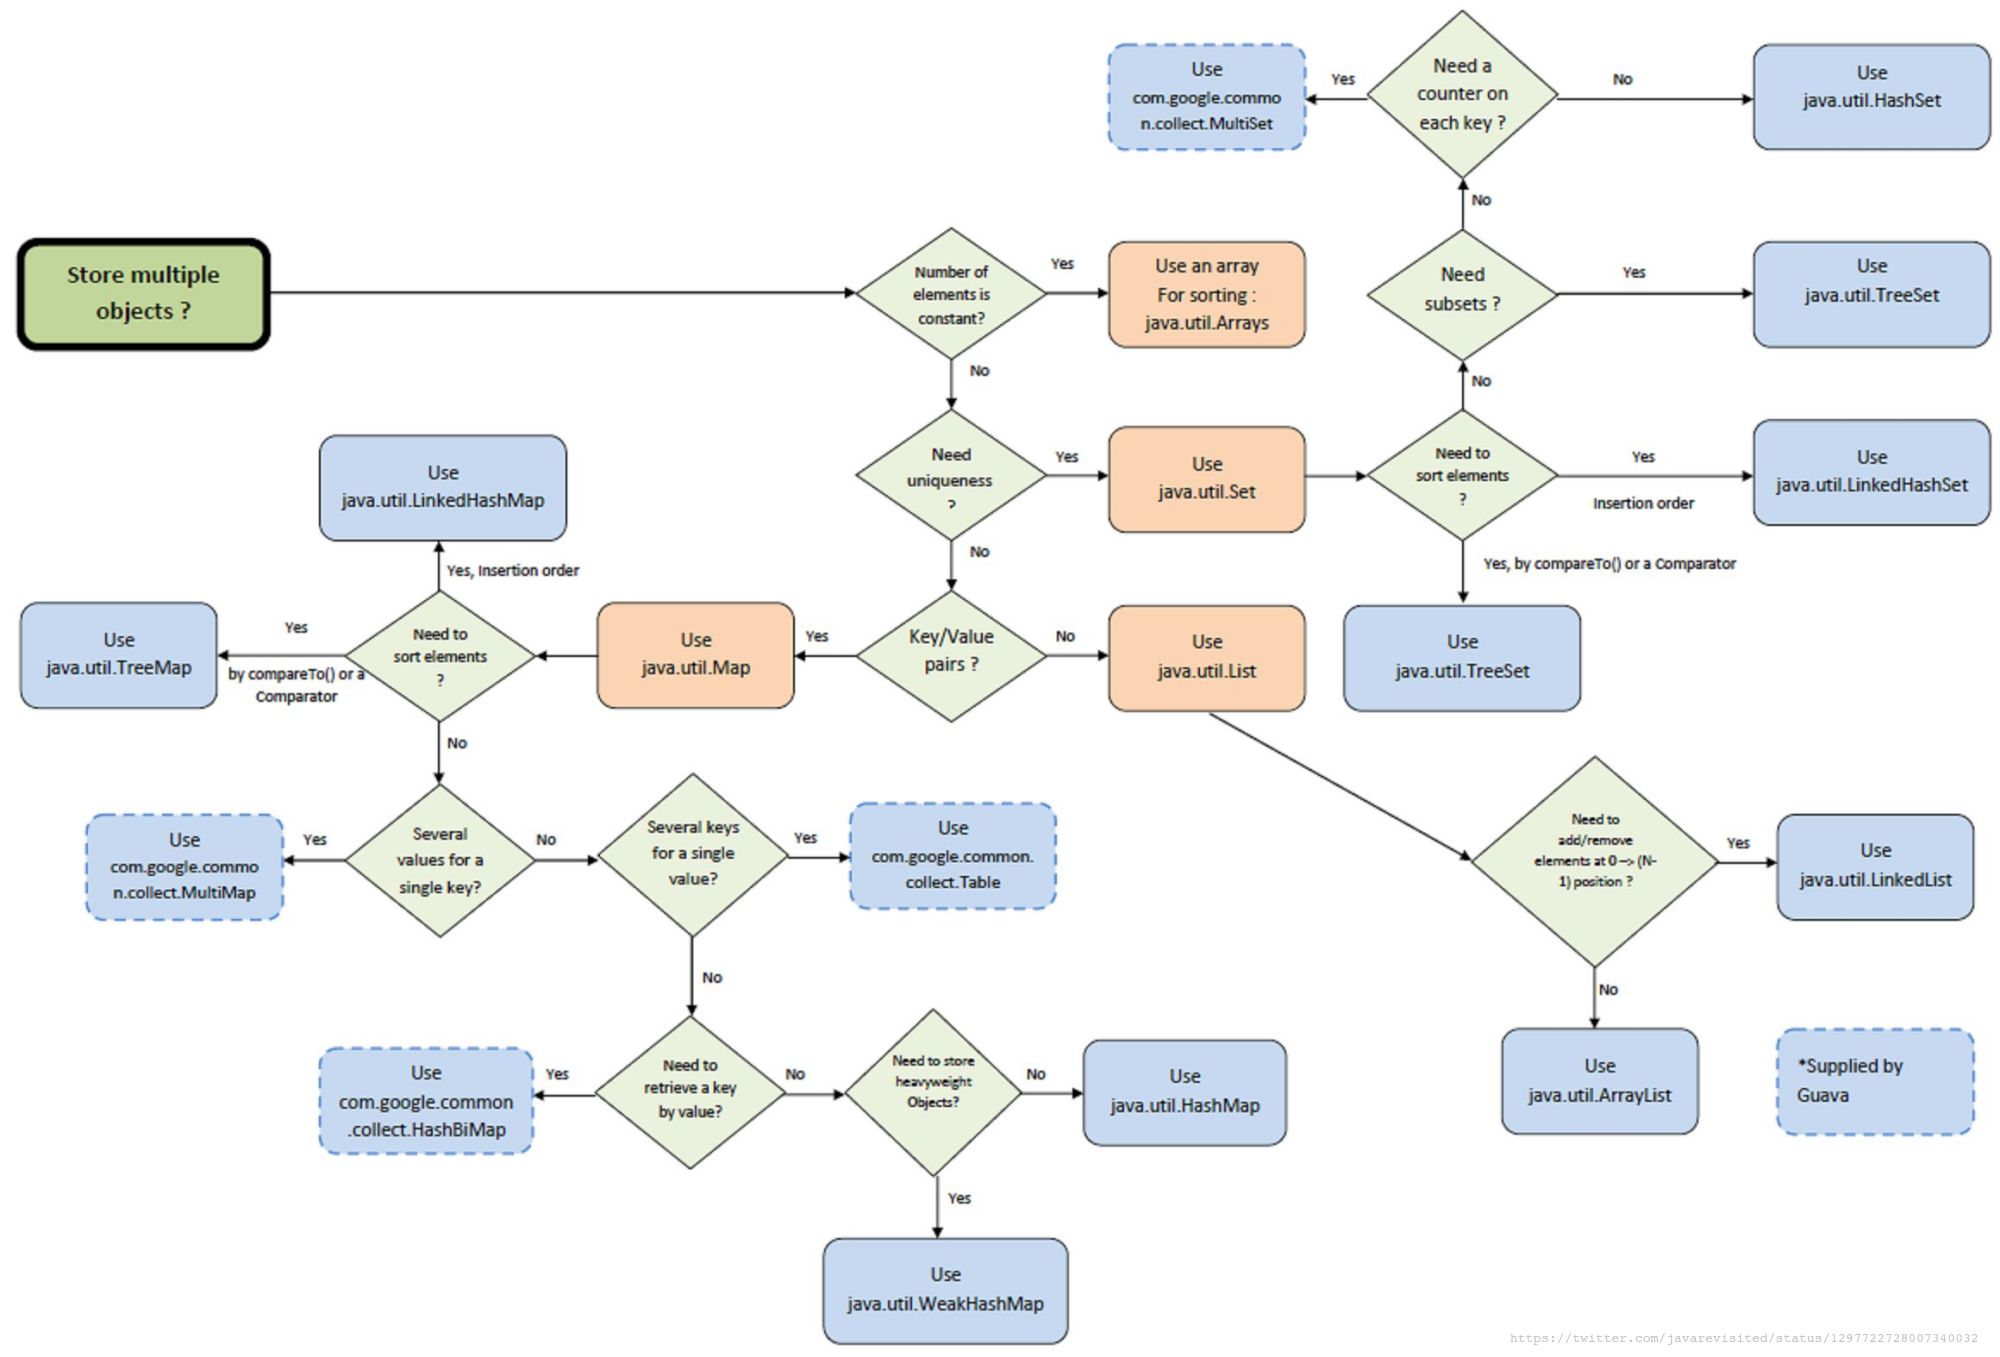 Use
com.google.commo
n.collect.MultiSet
Yes
Need a
counter on
each key ?
No
Use
java.util.HashSet
No
Store multiple
objects ?
Number of
elements is
constant?
Yes
Use an array
For sorting :
java.util.Arrays
Need
subsets ?
Yes
Use
java.util.TreeSet
No
No
Use
java.util.LinkedHashMap
Need
uniqueness
?
Yes
Use
java.util.Set
Need to
sort elements
?
Yes
Insertion order
Use
java.util.LinkedHashSet
No
Yes, by compareTo() or a Comparator
Yes, Insertion order
Use
java.util.TreeMap
Yes
by compareTo() or a
Comparator
Need to
sort elements
?
Use
java.util.Map
Yes
Key/Value
pairs ?
No
Use
java.util.List
Use
java.util.TreeSet
No
Use
com.google.commo
n.collect.MultiMap
Yes
Several
values for a
single key?
No
Several keys
for a single
value?
Yes
Use
com.google.common.
collect.Table
Need to
add/remove
elements at 0 –> (N-
1) position ?
Yes
Use
java.util.LinkedList
No
No
Use
com.google.common
.collect.HashBiMap
Yes
Need to
retrieve a key
by value?
No
Need to store
heavyweight
Objects?
No
Use
java.util.HashMap
Use
java.util.ArrayList
*Supplied by
Guava
Yes
Use
java.util.WeakHashMap
https://twitter.com/javarevisited/status/1297722728007340032